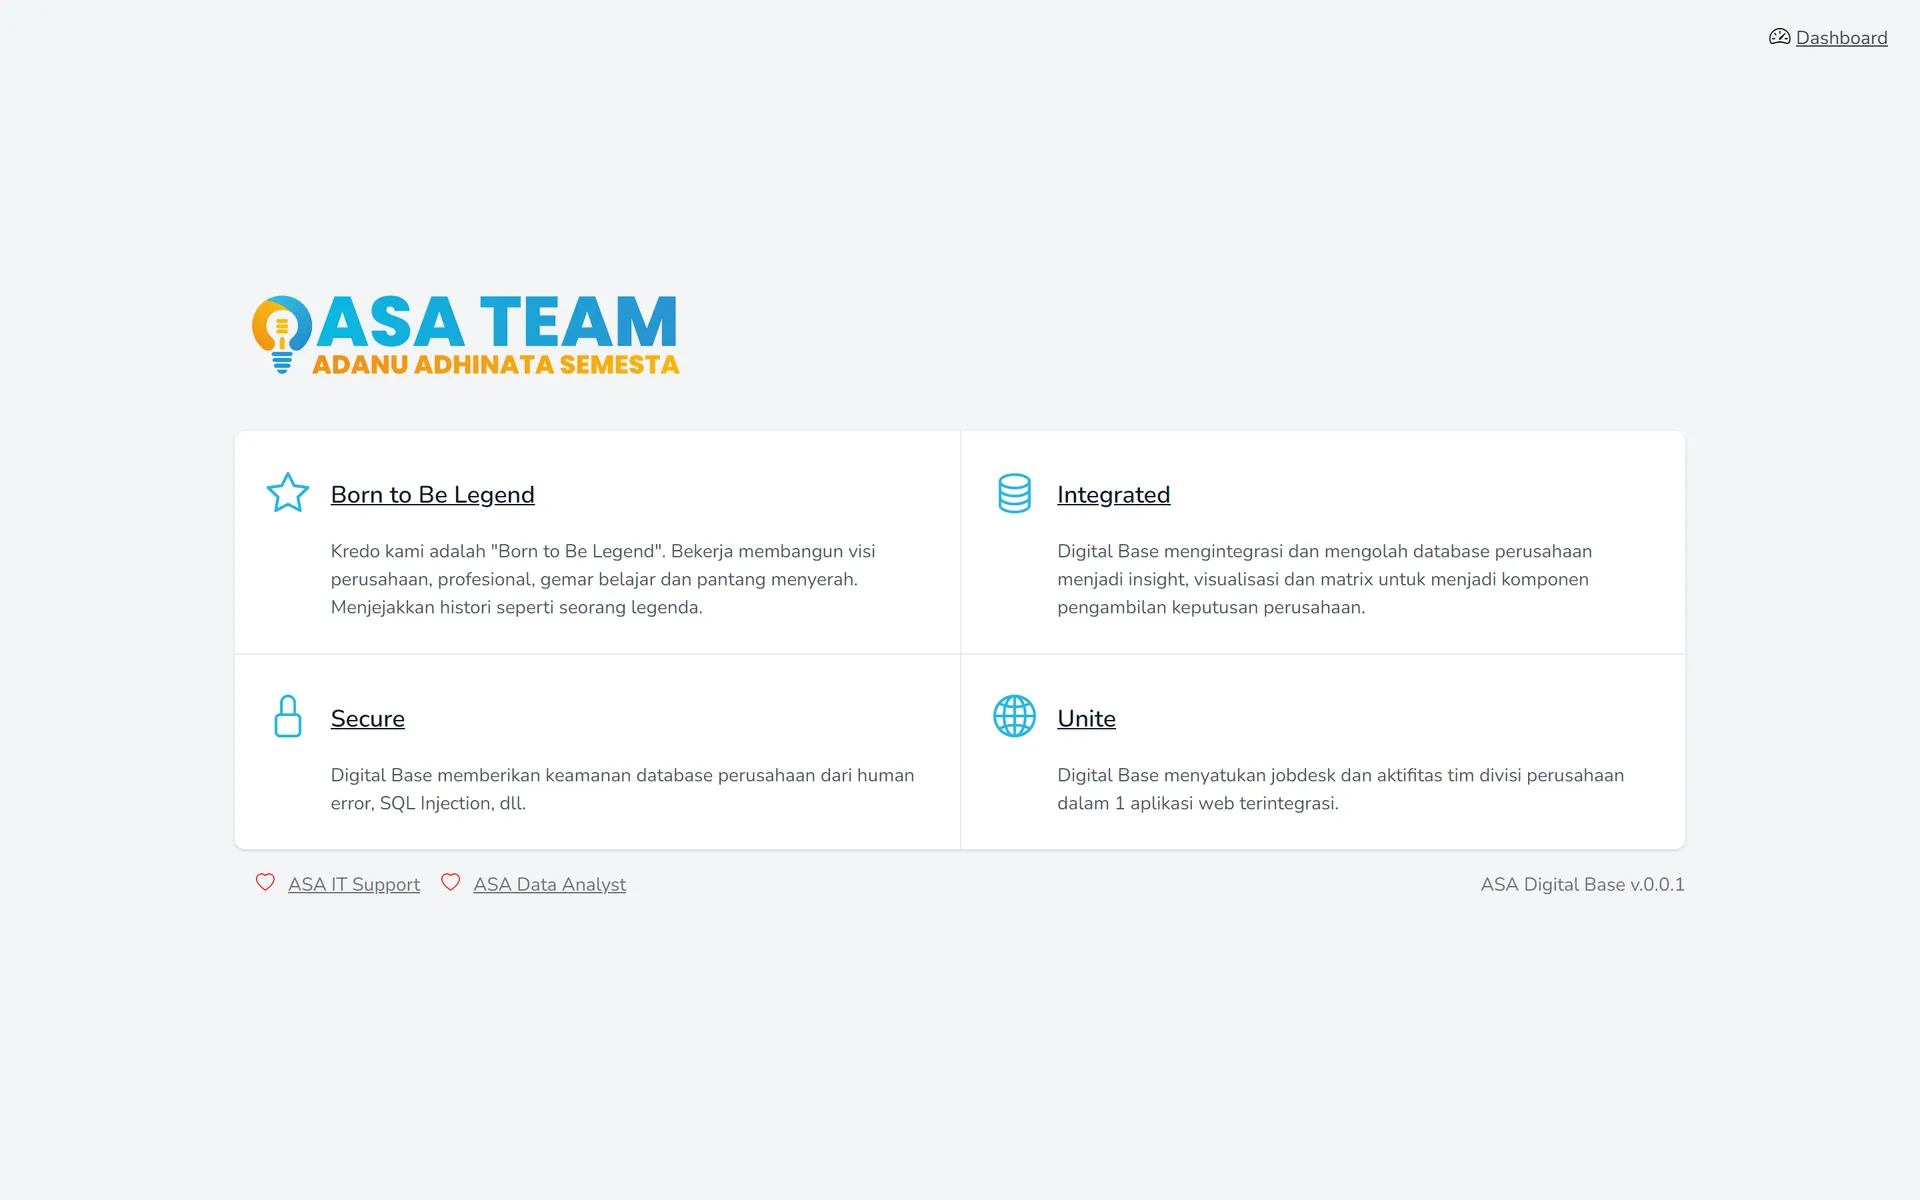 Dashboard
ASA TEAM
ADANU ADHINATA SEMESTA
Born to Be Legend
Kredo kami adalah "Born to Be Legend". Bekerja membangun visi
perusahaan, profesional, gemar belajar dan pantang menyerah.
Menjejakkan histori seperti seorang legenda.
Integrated
Digital Base mengintegrasi dan mengolah database perusahaan
menjadi insight, visualisasi dan matrix untuk menjadi komponen
pengambilan keputusan perusahaan.
Secure
Digital Base memberikan keamanan database perusahaan dari human
error, SQL Injection, dll.
Unite
Digital Base menyatukan jobdesk dan aktifitas tim divisi perusahaan
dalam 1 aplikasi web terintegrasi.
ASA IT Support
ASA Data Analyst
ASA Digital Base v.0.0.1